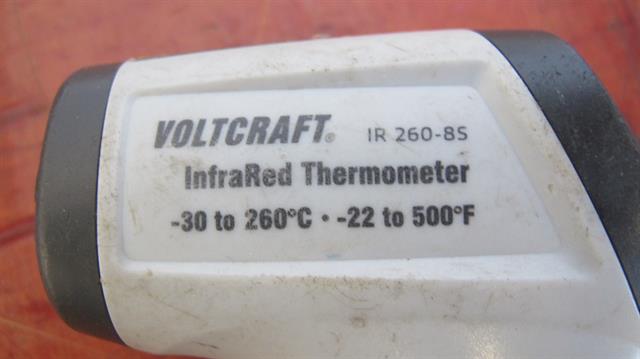 VOLTCRAFT® IR 260-8S
InfraRed Thermometer
-30 to 260°C • -22 to 500°F